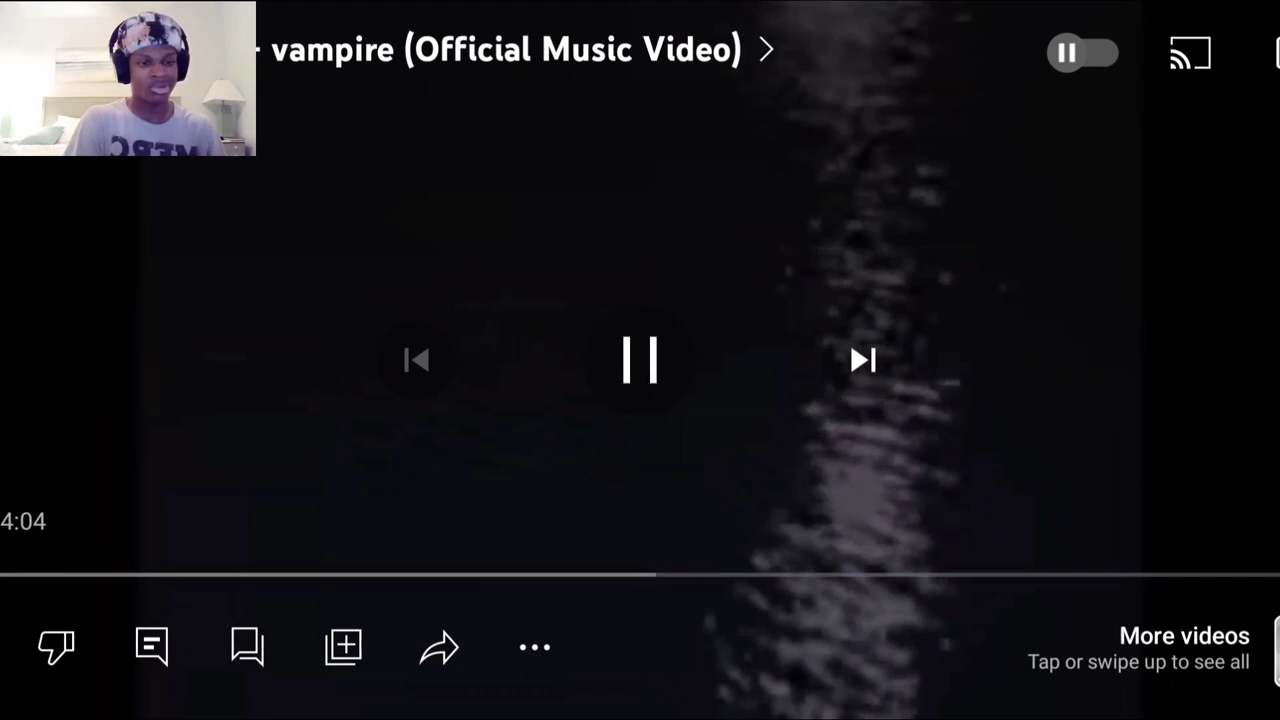 - vampire (Official Music Video)
4:04
More videos
Tap or swipe up to see all